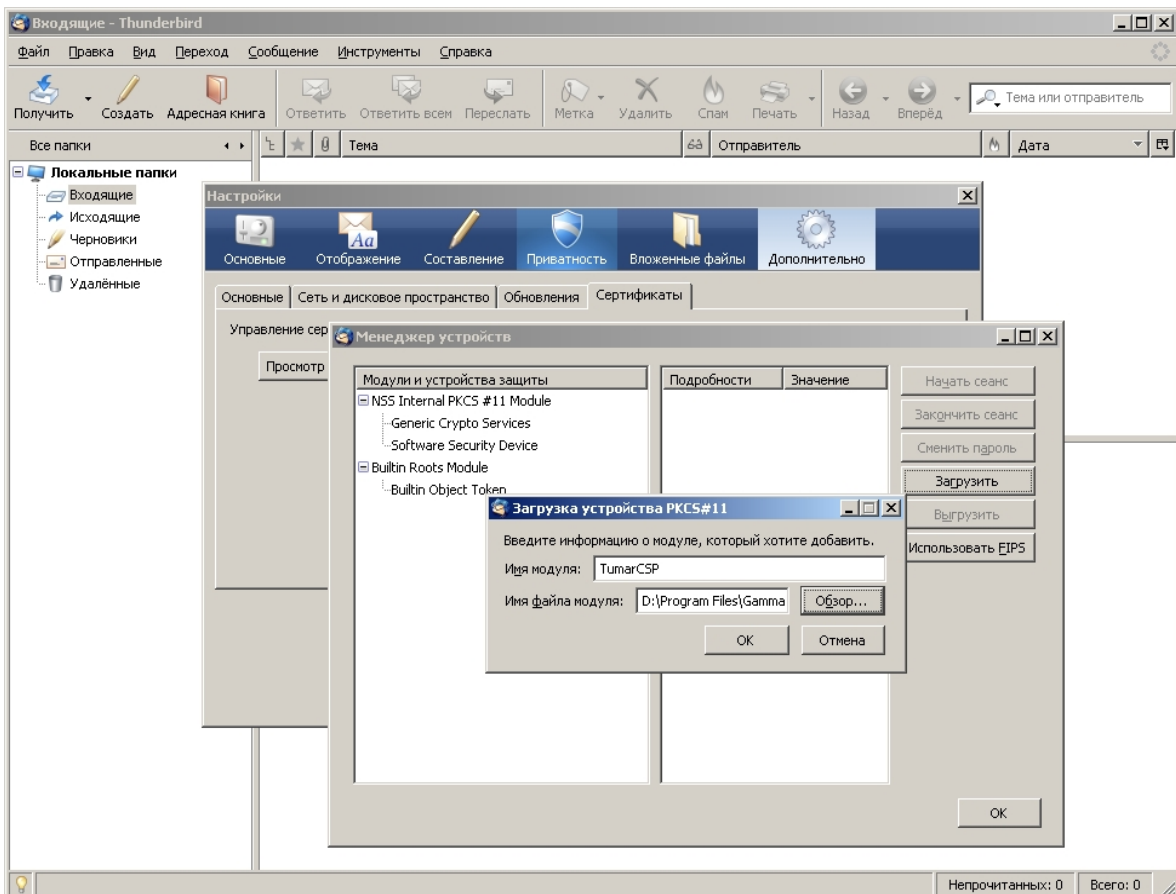 Входящие - Thunderbird
Файл Правка Вид Переход Сообщение Инструменты Справка
Получить Создать Адресная книга Ответить Ответить всем Переслать Метка Удалить Спам Печать Назад Вперёд Тема или отправитель
Все папки Тема Отправитель Дата
Локальные папки
Входящие
Исходящие
Черновики
Отправленные
Удалённые
Настройки
Основные Отображение Составление Приватность Вложенные файлы Дополнительно
Основные Сеть и дисковое пространство Обновления Сертификаты
Управление сер
Просмотр
Менеджер устройств
Модули и устройства защиты Подробности Значение
NSS Internal PKCS #11 Module
Generic Crypto Services
Software Security Device
Builtin Roots Module
Builtin Object Token
Начать сеанс
Закончить сеанс
Сменить пароль
Загрузить
Выгрузить
Использовать FIPS
Загрузка устройства PKCS#11
Введите информацию о модуле, который хотите добавить.
Имя модуля: TumarCSP
Имя файла модуля: D:\Program Files\Gamma Обзор...
OK Отмена
OK
Непрочитанных: 0 Всего: 0